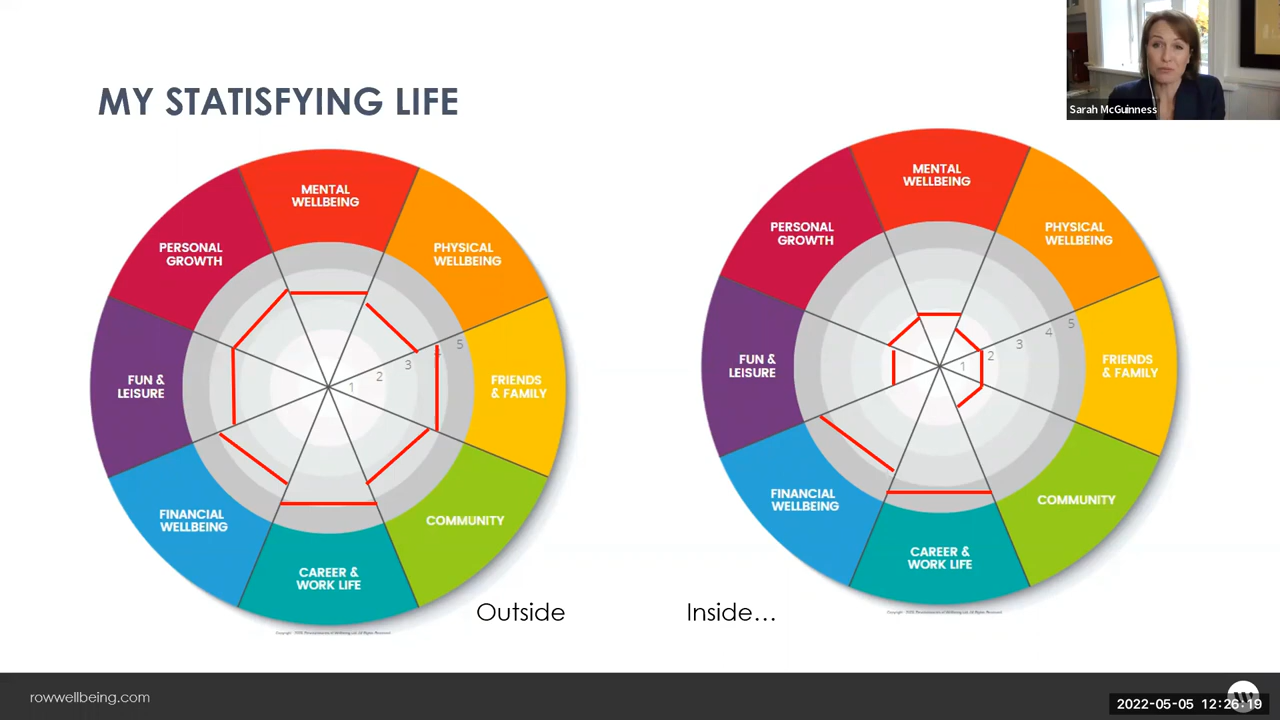 Sarah McGuinness
MY STATISFYING LIFE
MENTAL
WELLBEING
PHYSICAL
WELLBEING
FRIENDS
& FAMILY
COMMUNITY
CAREER &
WORK LIFE
FINANCIAL
WELLBEING
FUN &
LEISURE
PERSONAL
GROWTH
1
2
3
5
Outside
MENTAL
WELLBEING
PHYSICAL
WELLBEING
FRIENDS
& FAMILY
COMMUNITY
CAREER &
WORK LIFE
FINANCIAL
WELLBEING
FUN &
LEISURE
PERSONAL
GROWTH
1
2
3
4
5
Inside...
rowwellbeing.com
2022-05-05 12:26:19